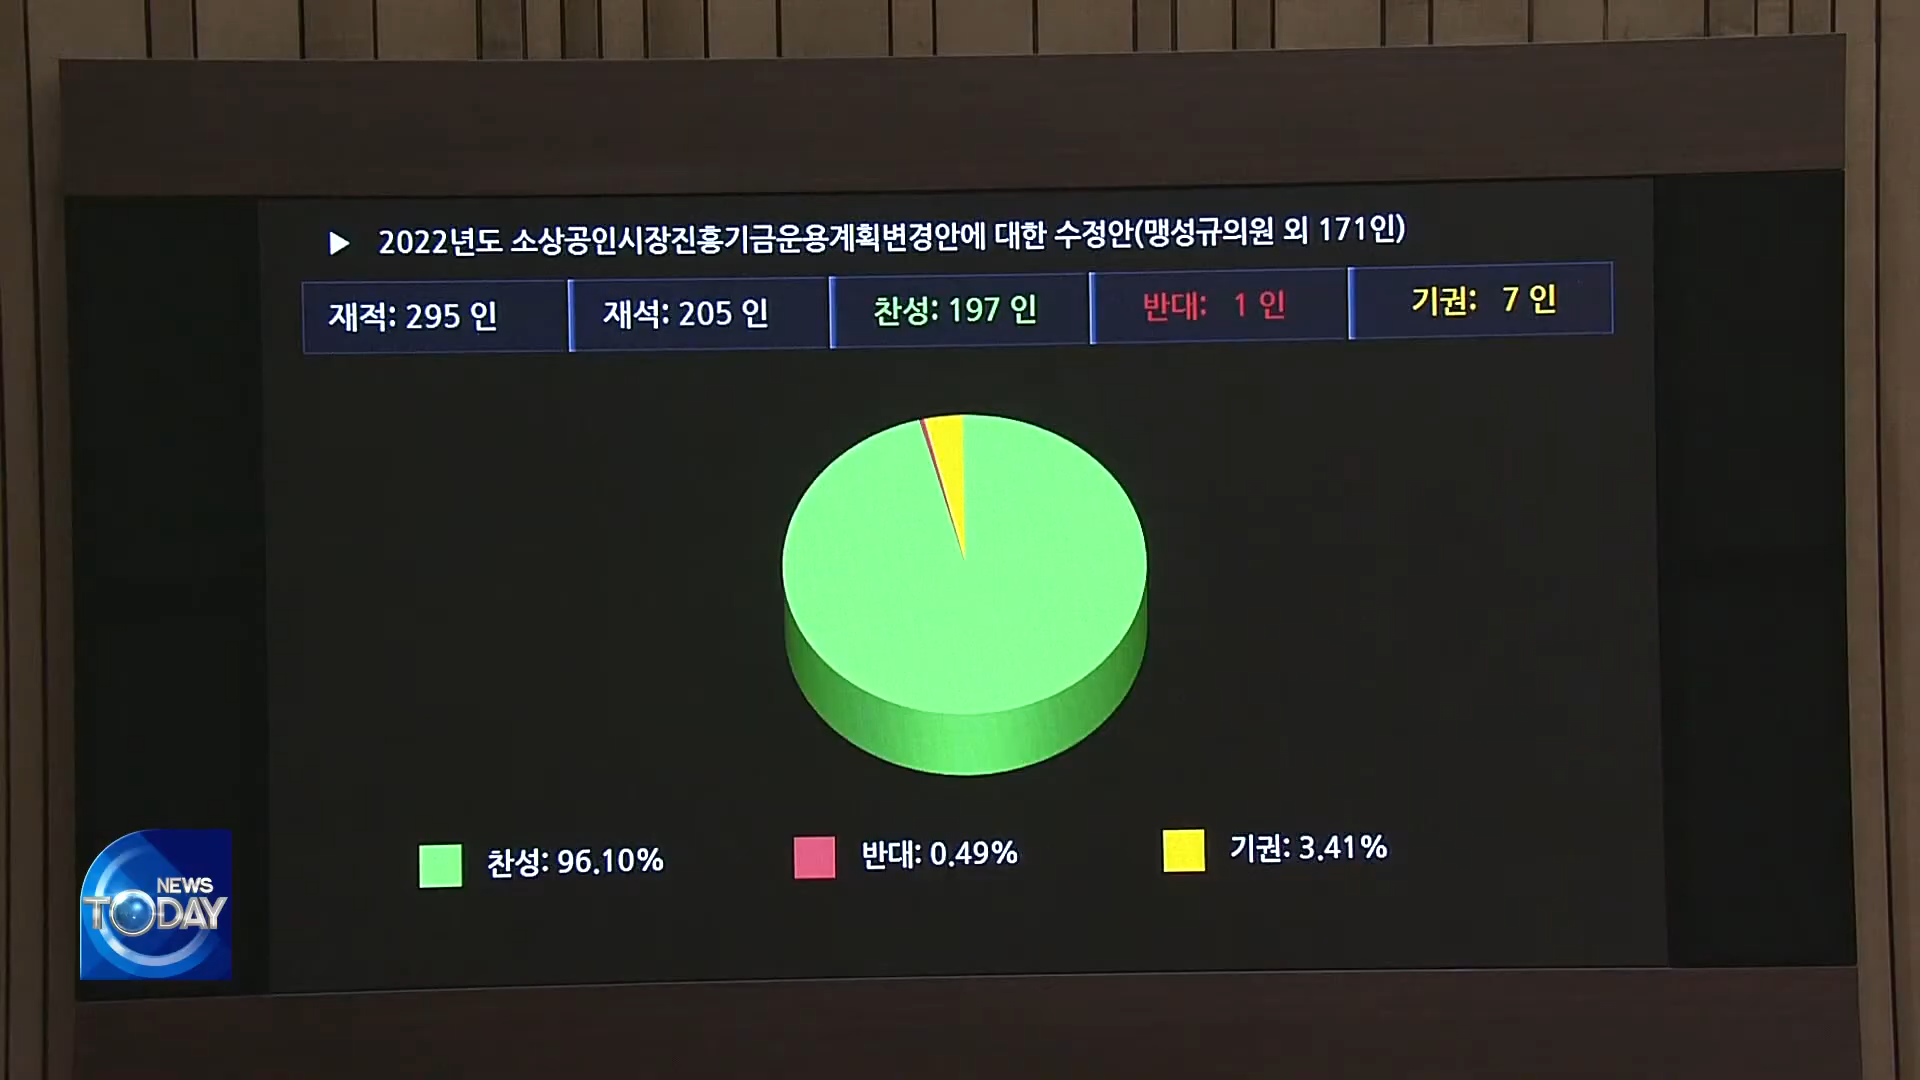 ▶ 2022년도 소상공인시장진흥기금운용계획변경안에 대한 수정안(맹성규의원 외 171인)
재적: 295 인 재석: 205 인 찬성: 197 인 반대: 1 인 기권: 7 인
찬성: 96.10% 반대: 0.49% 기권: 3.41%
NEWS
TODAY